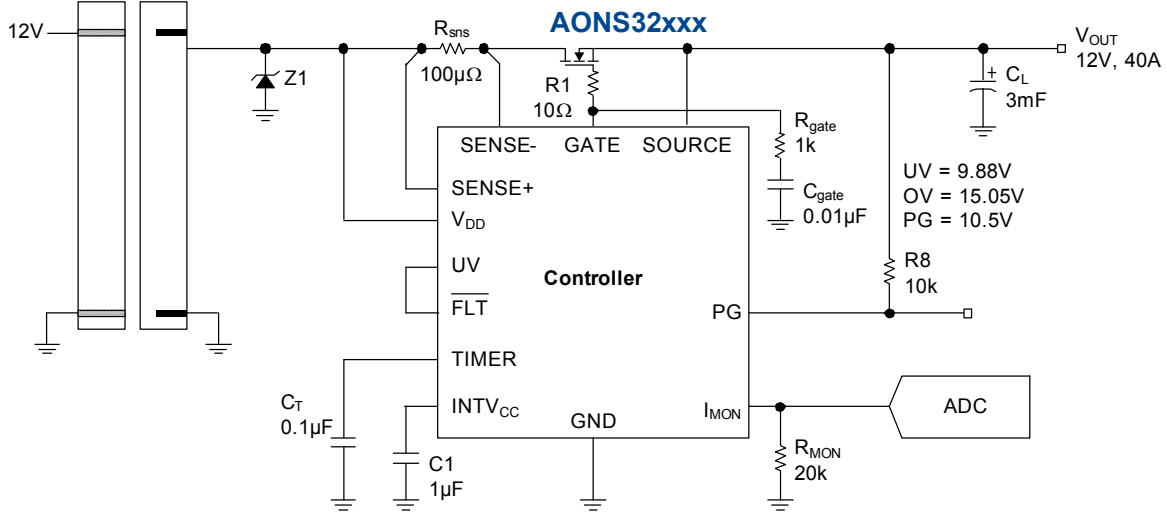 12V
Z1
Rsns
100µΩ
AONS32xxx
R1
10Ω
VOUT
12V, 40A
+
CL
3mF
Rgate
1k
Cgate
0.01µF
UV = 9.88V
OV = 15.05V
PG = 10.5V
R8
10k
SENSE-
GATE
SOURCE
SENSE+
VDD
UV
FLT
TIMER
INTVCC
Controller
PG
IMON
GND
CT
0.1µF
C1
1µF
RMON
20k
ADC